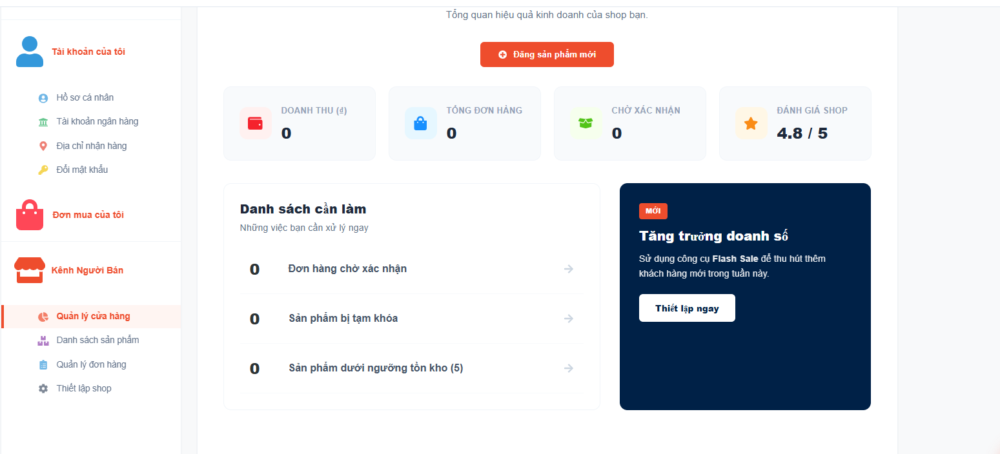 Tổng quan hiệu quả kinh doanh của shop bạn.
Đăng sản phẩm mới
Tài khoản của tôi
Hồ sơ cá nhân
Tài khoản ngân hàng
Địa chỉ nhận hàng
Đổi mật khẩu
Đơn mua của tôi
Kênh Người Bán
Quản lý cửa hàng
Danh sách sản phẩm
Quản lý đơn hàng
Thiết lập shop
DOANH THU (₫)
0
TỔNG ĐƠN HÀNG
0
CHỜ XÁC NHẬN
0
ĐÁNH GIÁ SHOP
4.8 / 5
Danh sách cần làm
Những việc bạn cần xử lý ngay
0 Đơn hàng chờ xác nhận
0 Sản phẩm bị tạm khóa
0 Sản phẩm dưới ngưỡng tồn kho (5)
MỚI
Tăng trưởng doanh số
Sử dụng công cụ Flash Sale để thu hút thêm
khách hàng mới trong tuần này.
Thiết lập ngay